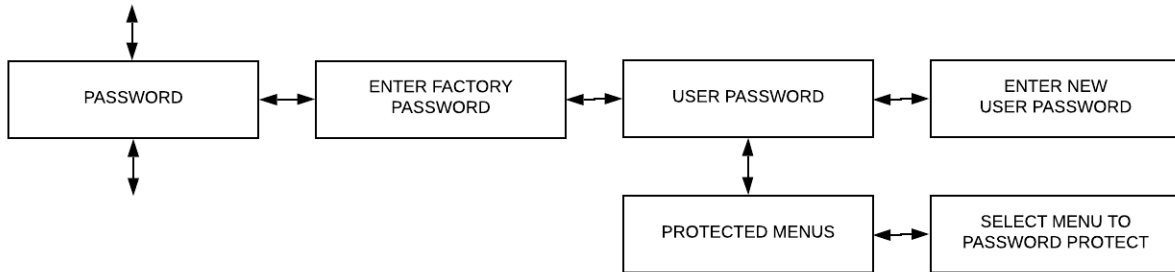 PASSWORD
ENTER FACTORY
PASSWORD
USER PASSWORD
ENTER NEW
USER PASSWORD
PROTECTED MENUS
SELECT MENU TO
PASSWORD PROTECT